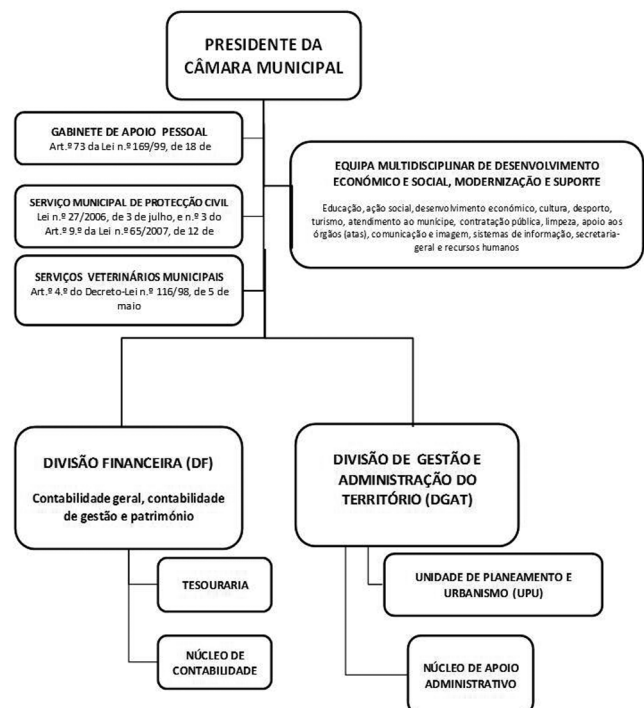 PRESIDENTE DA
CÂMARA MUNICIPAL
GABINETE DE APOIO PESSOAL
Art.º 73 da Lei n.º 169/99, de 18 de
EQUIPA MULTIDISCIPLINAR DE DESENVOLVIMENTO
ECONÓMICO E SOCIAL, MODERNIZAÇÃO E SUPORTE
Educação, ação social, desenvolvimento económico, cultura, desporto,
turismo, atendimento ao munícipe, contratação pública, limpeza, apoio aos
órgãos (atas), comunicação e imagem, sistemas de informação, secretaria-
geral e recursos humanos
SERVIÇO MUNICIPAL DE PROTECÇÃO CIVIL
Lei n.º 27/2006, de 3 de julho, e n.º 3 do
Art.º 9.º da Lei n.º 65/2007, de 12 de
SERVIÇOS VETERINÁRIOS MUNICIPAIS
Art.º 4.º do Decreto-Lei n.º 116/98, de 5 de
maio
DIVISÃO FINANCEIRA (DF)
Contabilidade geral, contabilidade
de gestão e património
DIVISÃO DE GESTÃO E
ADMINISTRAÇÃO DO
TERRITÓRIO (DGAT)
TESOURARIA
UNIDADE DE PLANEAMENTO E
URBANISMO (UPU)
NÚCLEO DE
CONTABILIDADE
NÚCLEO DE APOIO
ADMINISTRATIVO